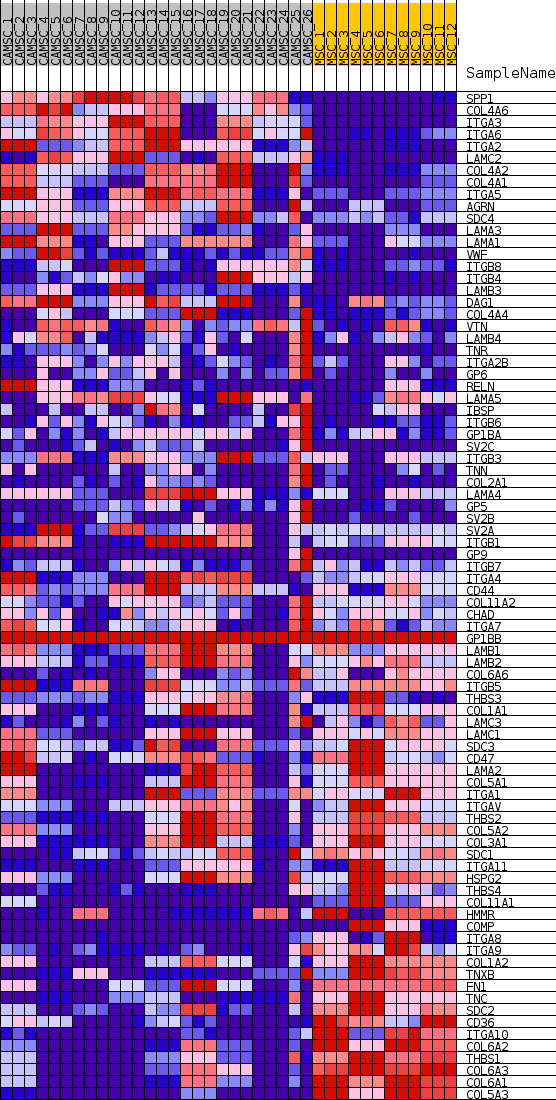 CAMSC_1
CAMSC_2
CAMSC_3
CAMSC_4
CAMSC_5
CAMSC_6
CAMSC_7
CAMSC_8
CAMSC_9
CAMSC_10
CAMSC_11
CAMSC_12
CAMSC_13
CAMSC_14
CAMSC_15
CAMSC_16
CAMSC_17
CAMSC_18
CAMSC_19
CAMSC_20
CAMSC_21
CAMSC_22
CAMSC_23
CAMSC_24
CAMSC_25
CAMSC_26
MSC_1
MSC_2
MSC_3
MSC_4
MSC_5
MSC_6
MSC_7
MSC_8
MSC_9
MSC_10
MSC_11
MSC_12
SampleName
SPP1
COL4A6
ITGA3
ITGA6
ITGA2
LAMC2
COL4A2
COL4A1
ITGA5
AGRN
SDC4
LAMA3
LAMA1
VWF
ITGB8
ITGB4
LAMB3
DAG1
COL4A4
VTN
LAMB4
TNR
ITGA2B
GP6
RELN
LAMA5
IBSP
ITGB6
GP1BA
SV2C
ITGB3
TNN
COL2A1
LAMA4
GP5
SV2B
SV2A
ITGB1
GP9
ITGB7
ITGA4
CD44
COL11A2
CHAD
ITGA7
GP1BB
LAMB1
LAMB2
COL6A6
ITGB5
THBS3
COL1A1
LAMC3
LAMC1
SDC3
CD47
LAMA2
COL5A1
ITGA1
ITGAV
THBS2
COL5A2
COL3A1
SDC1
ITGA11
HSPG2
THBS4
COL11A1
HMMR
COMP
ITGA8
ITGA9
COL1A2
TNXB
FN1
TNC
SDC2
CD36
ITGA10
COL6A2
THBS1
COL6A3
COL6A1
COL5A3